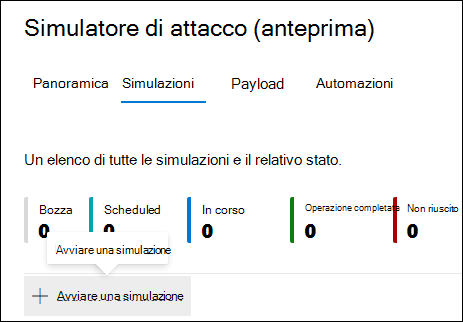 Simulatore di attacco (anteprima)
Panoramica Simulazioni Payload Automazioni
Un elenco di tutte le simulazioni e il relativo stato.
Bozza Scheduled In corso Operazione completata Non riuscito
0 0 0 0 0
Avviare una simulazione
Avviare una simulazione